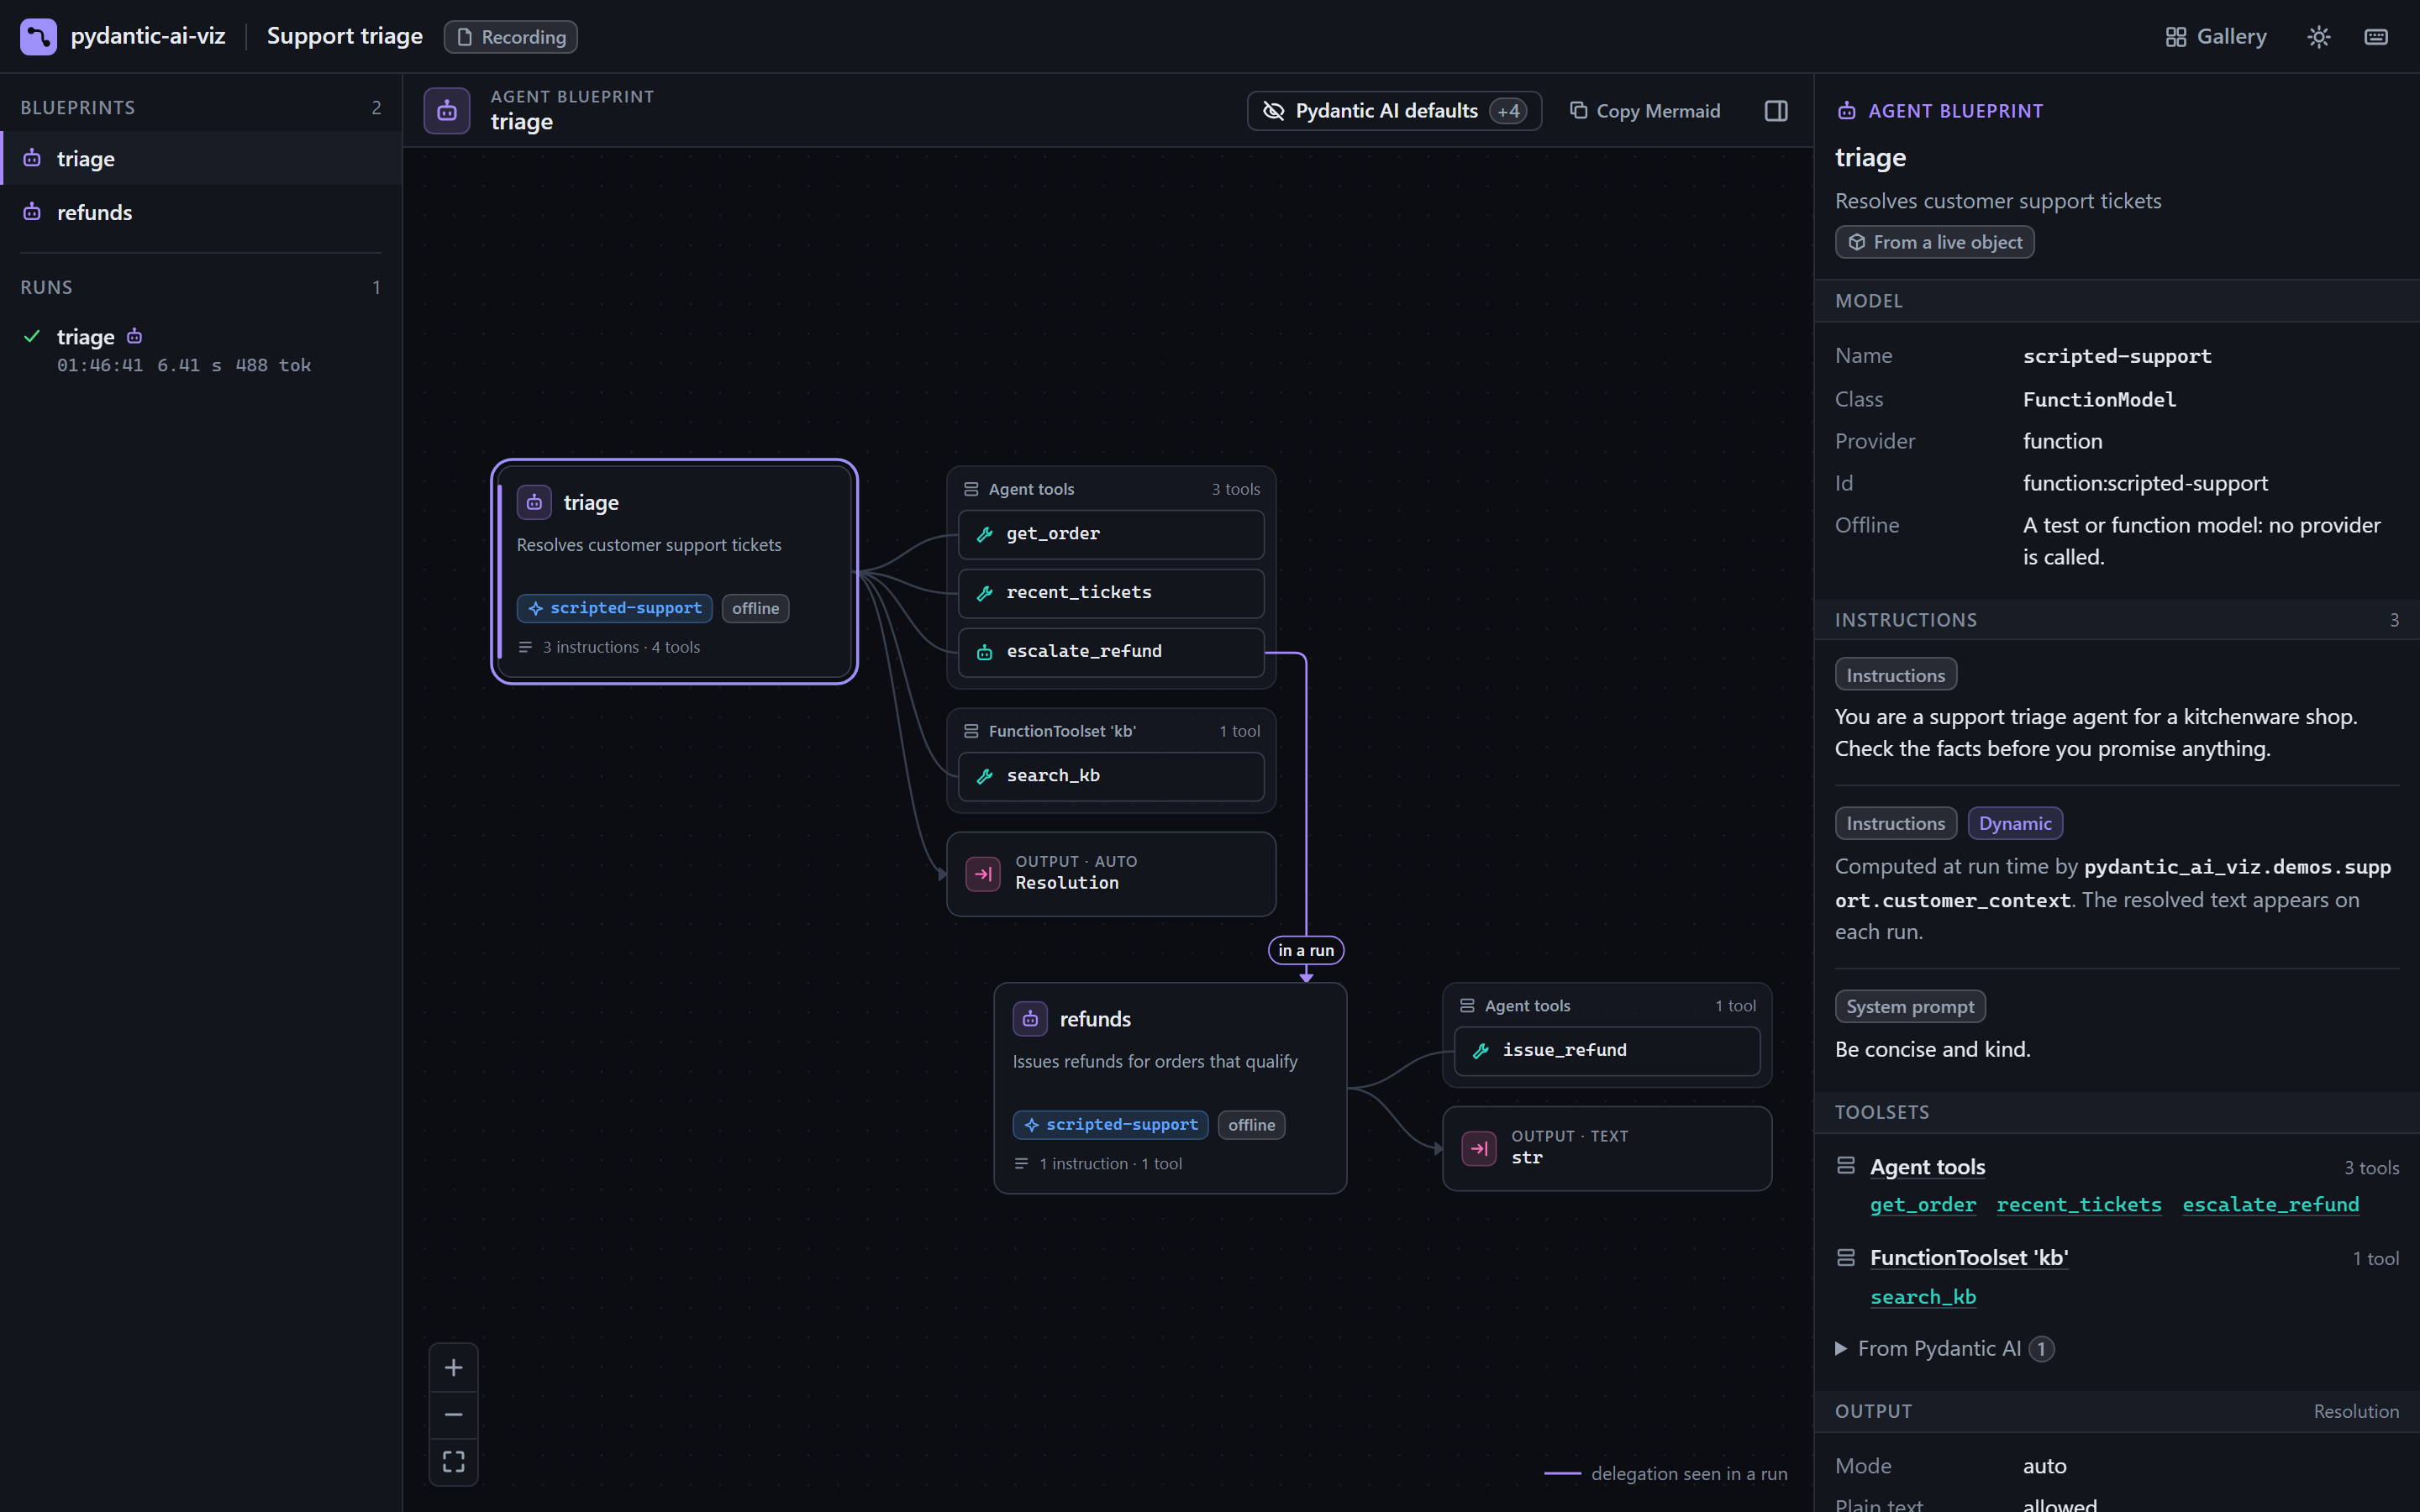 pydantic-ai-viz
Support triage
Recording
Gallery
BLUEPRINTS 2
triage
refunds
RUNS 1
triage
01:46:41 6.41 s 488 tok
AGENT BLUEPRINT
triage
Pydantic AI defaults +4
Copy Mermaid
triage
Resolves customer support tickets
scripted-support offline
3 instructions · 4 tools
Agent tools 3 tools
get_order
recent_tickets
escalate_refund
FunctionToolset 'kb' 1 tool
search_kb
OUTPUT · AUTO
Resolution
in a run
refunds
Issues refunds for orders that qualify
scripted-support offline
1 instruction · 1 tool
Agent tools 1 tool
issue_refund
OUTPUT · TEXT
str
delegation seen in a run
AGENT BLUEPRINT
triage
Resolves customer support tickets
From a live object
MODEL
Name scripted-support
Class FunctionModel
Provider function
Id function:scripted-support
Offline A test or function model: no provider
is called.
INSTRUCTIONS 3
Instructions
You are a support triage agent for a kitchenware shop.
Check the facts before you promise anything.
Instructions Dynamic
Computed at run time by pydantic_ai_viz.demos.supp
ort.customer_context. The resolved text appears on
each run.
System prompt
Be concise and kind.
TOOLSETS
Agent tools 3 tools
get_order recent_tickets escalate_refund
FunctionToolset 'kb' 1 tool
search_kb
From Pydantic AI 1
OUTPUT Resolution
Mode auto
Plain text allowed